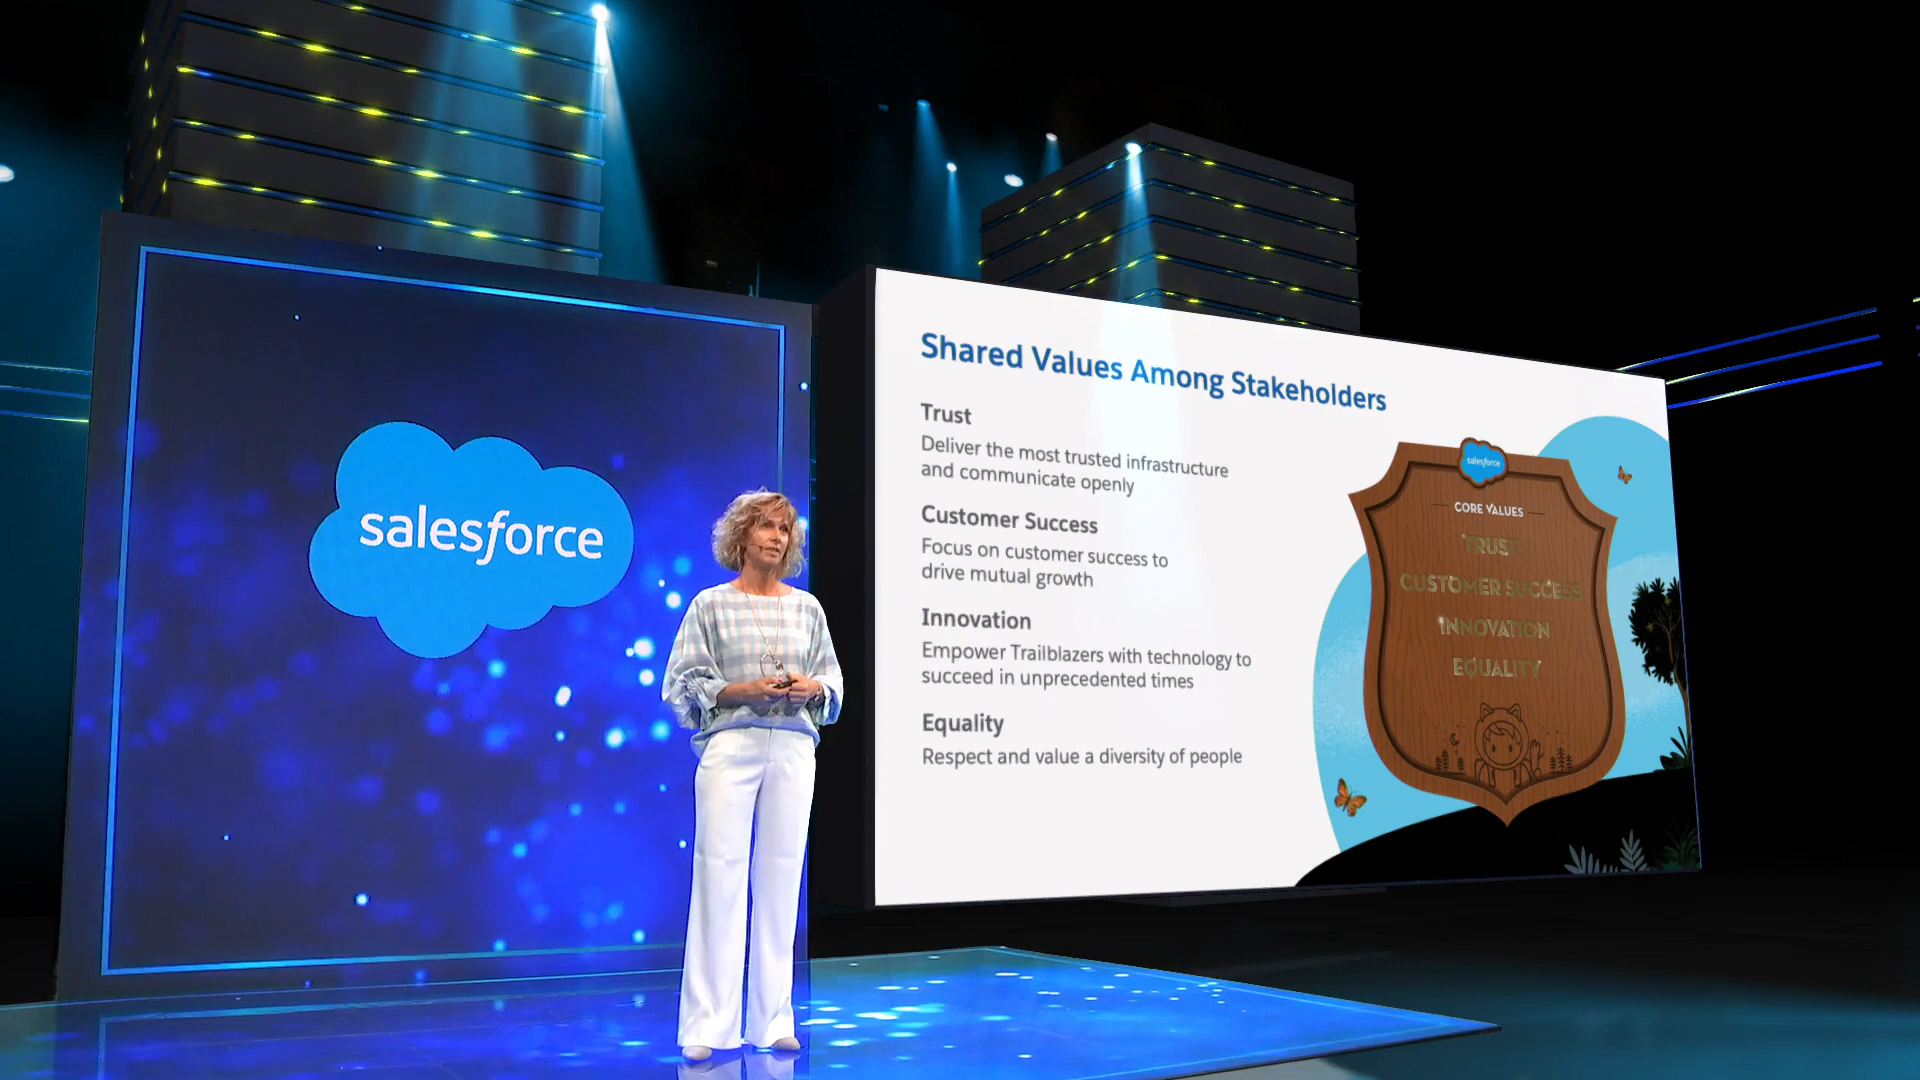 salesforce
Shared Values Among Stakeholders
Trust
Deliver the most trusted infrastructure
and communicate openly
Customer Success
Focus on customer success to
drive mutual growth
Innovation
Empower Trailblazers with technology to
succeed in unprecedented times
Equality
Respect and value a diversity of people
salesforce
CORE VALUES
TRUST
CUSTOMER SUCCESS
INNOVATION
EQUALITY